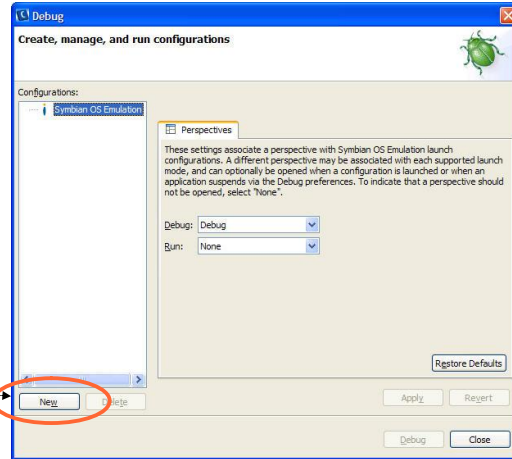 Debug
Create, manage, and run configurations
Configurations:
Symbian OS Emulation
Perspectives
These settings associate a perspective with Symbian OS Emulation launch
configurations. A different perspective may be associated with each supported launch
mode, and can optionally be opened when a configuration is launched or when an
application suspends via the Debug preferences. To indicate that a perspective should
not be opened, select "None".
Debug: Debug
Run: None
Restore Defaults
New Delete Apply Revert
Debug Close